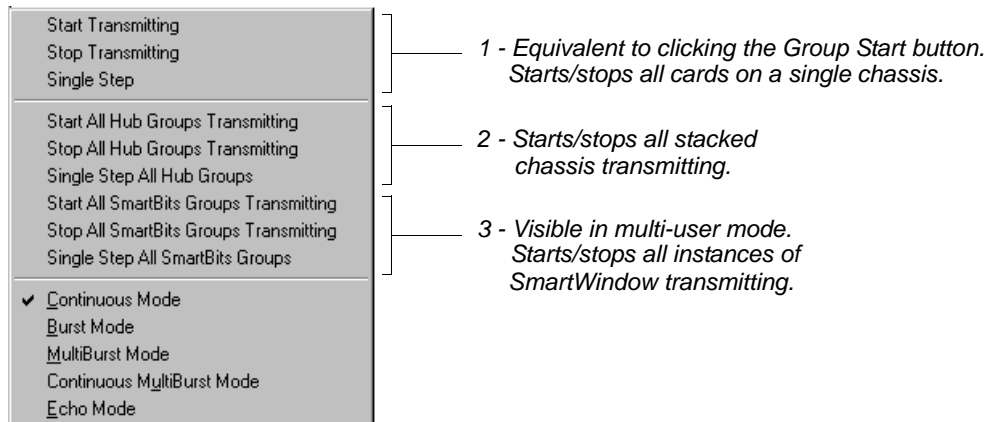 Start Transmitting
Stop Transmitting
Single Step
1 - Equivalent to clicking the Group Start button.
Starts/stops all cards on a single chassis.
Start All Hub Groups Transmitting
Stop All Hub Groups Transmitting
Single Step All Hub Groups
2 - Starts/stops all stacked
chassis transmitting.
Start All SmartBits Groups Transmitting
Stop All SmartBits Groups Transmitting
Single Step All SmartBits Groups
3 - Visible in multi-user mode.
Starts/stops all instances of
SmartWindow transmitting.
Continuous Mode
Burst Mode
MultiBurst Mode
Continuous MultiBurst Mode
Echo Mode